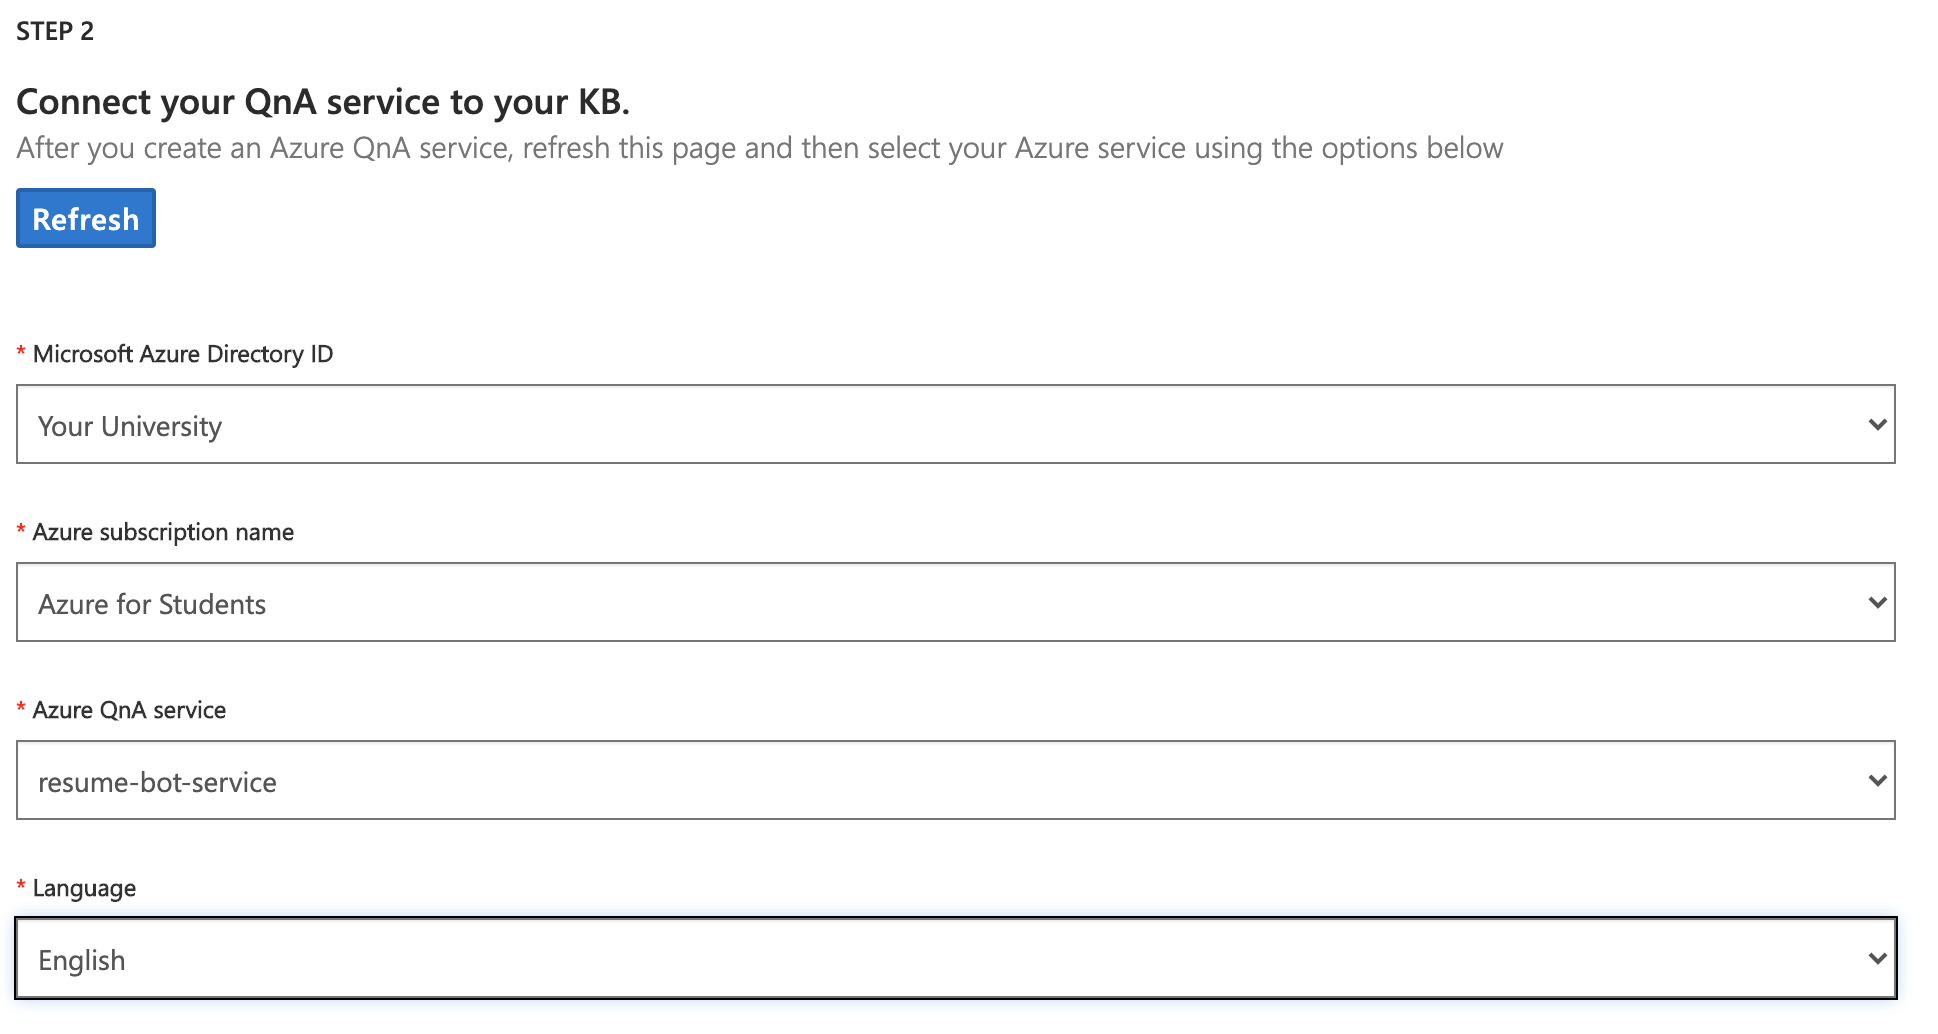 STEP 2
Connect your QnA service to your KB.
After you create an Azure QnA service, refresh this page and then select your Azure service using the options below
Refresh
* Microsoft Azure Directory ID
Your University
* Azure subscription name
Azure for Students
* Azure QnA service
resume-bot-service
* Language
English